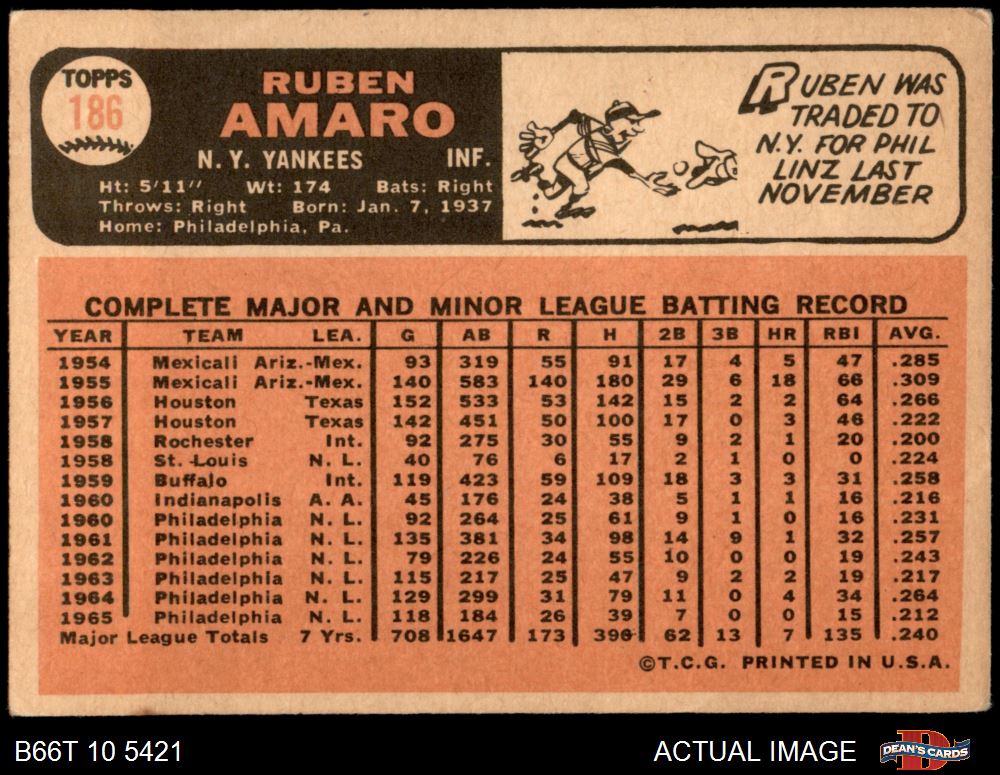 TOPPS
186
RUBEN
AMARO
N. Y. YANKEES INF.
Ht: 5'11" Wt: 174 Bats: Right
Throws: Right Born: Jan. 7, 1937
Home: Philadelphia, Pa.
RUBEN WAS
TRADED TO
N.Y. FOR PHIL
LINZ LAST
NOVEMBER
COMPLETE MAJOR AND MINOR LEAGUE BATTING RECORD
YEAR TEAM LEA. G AB R H 2B 3B HR RBI AVG.
1954 Mexicali Ariz.-Mex. 93 319 55 91 17 4 5 47 .285
1955 Mexicali Ariz.-Mex. 140 583 140 180 29 6 18 66 .309
1956 Houston Texas 152 533 53 142 15 2 2 64 .266
1957 Houston Texas 142 451 50 100 17 0 3 46 .222
1958 Rochester Int. 92 275 30 55 9 2 1 20 .200
1958 St. Louis N. L. 40 76 6 17 2 1 0 0 .224
1959 Buffalo Int. 119 423 59 109 18 3 3 31 .258
1960 Indianapolis A. A. 45 176 24 38 5 1 1 16 .216
1960 Philadelphia N. L. 92 264 25 61 9 1 0 16 .231
1961 Philadelphia N. L. 135 381 34 98 14 9 1 32 .257
1962 Philadelphia N. L. 79 226 24 55 10 0 0 19 .243
1963 Philadelphia N. L. 115 217 25 47 9 2 2 19 .217
1964 Philadelphia N. L. 129 299 31 79 11 0 4 34 .264
1965 Philadelphia N. L. 118 184 26 39 7 0 0 15 .212
Major League Totals 7 Yrs. 708 1647 173 396 62 13 7 135 .240
©T.C.G. PRINTED IN U.S.A.
B66T 10 5421 ACTUAL IMAGE DEAN'S CARDS